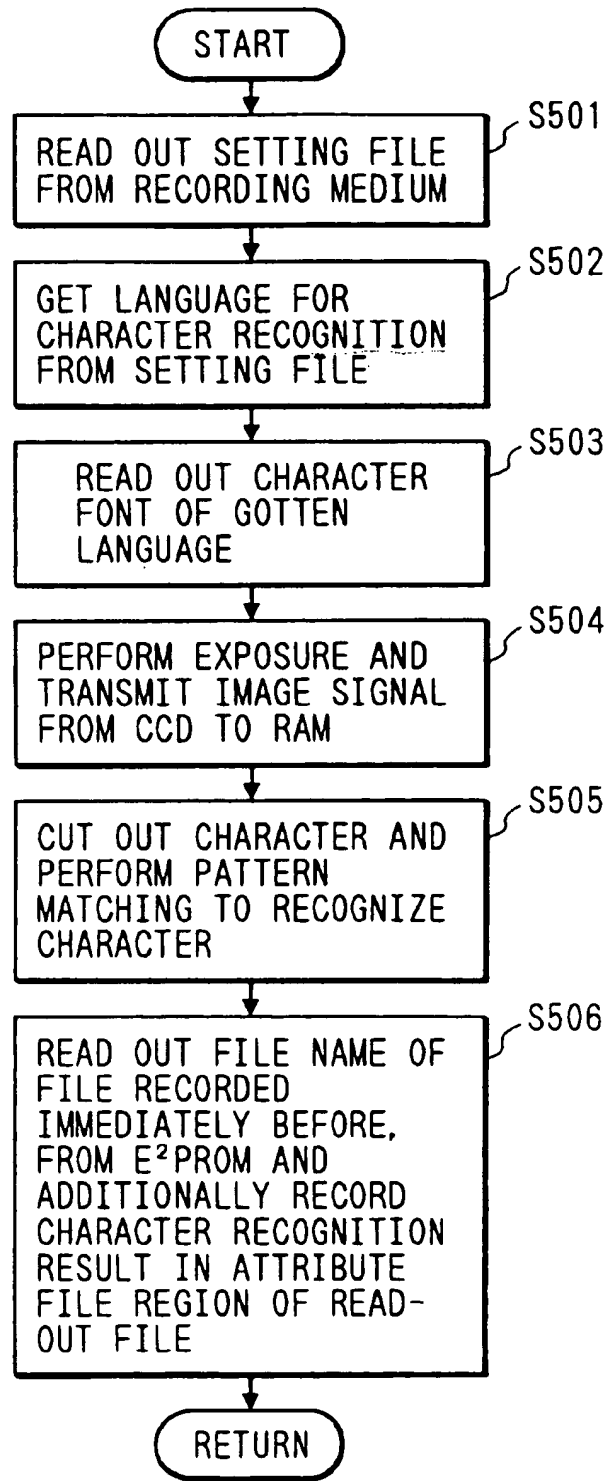 START
S501
READ OUT SETTING FILE
FROM RECORDING MEDIUM
S502
GET LANGUAGE FOR
CHARACTER RECOGNITION
FROM SETTING FILE
S503
READ OUT CHARACTER
FONT OF GOTTEN
LANGUAGE
S504
PERFORM EXPOSURE AND
TRANSMIT IMAGE SIGNAL
FROM CCD TO RAM
S505
CUT OUT CHARACTER AND
PERFORM PATTERN
MATCHING TO RECOGNIZE
CHARACTER
S506
READ OUT FILE NAME OF
FILE RECORDED
IMMEDIATELY BEFORE,
FROM E²PROM AND
ADDITIONALLY RECORD
CHARACTER RECOGNITION
RESULT IN ATTRIBUTE
FILE REGION OF READ-
OUT FILE
RETURN